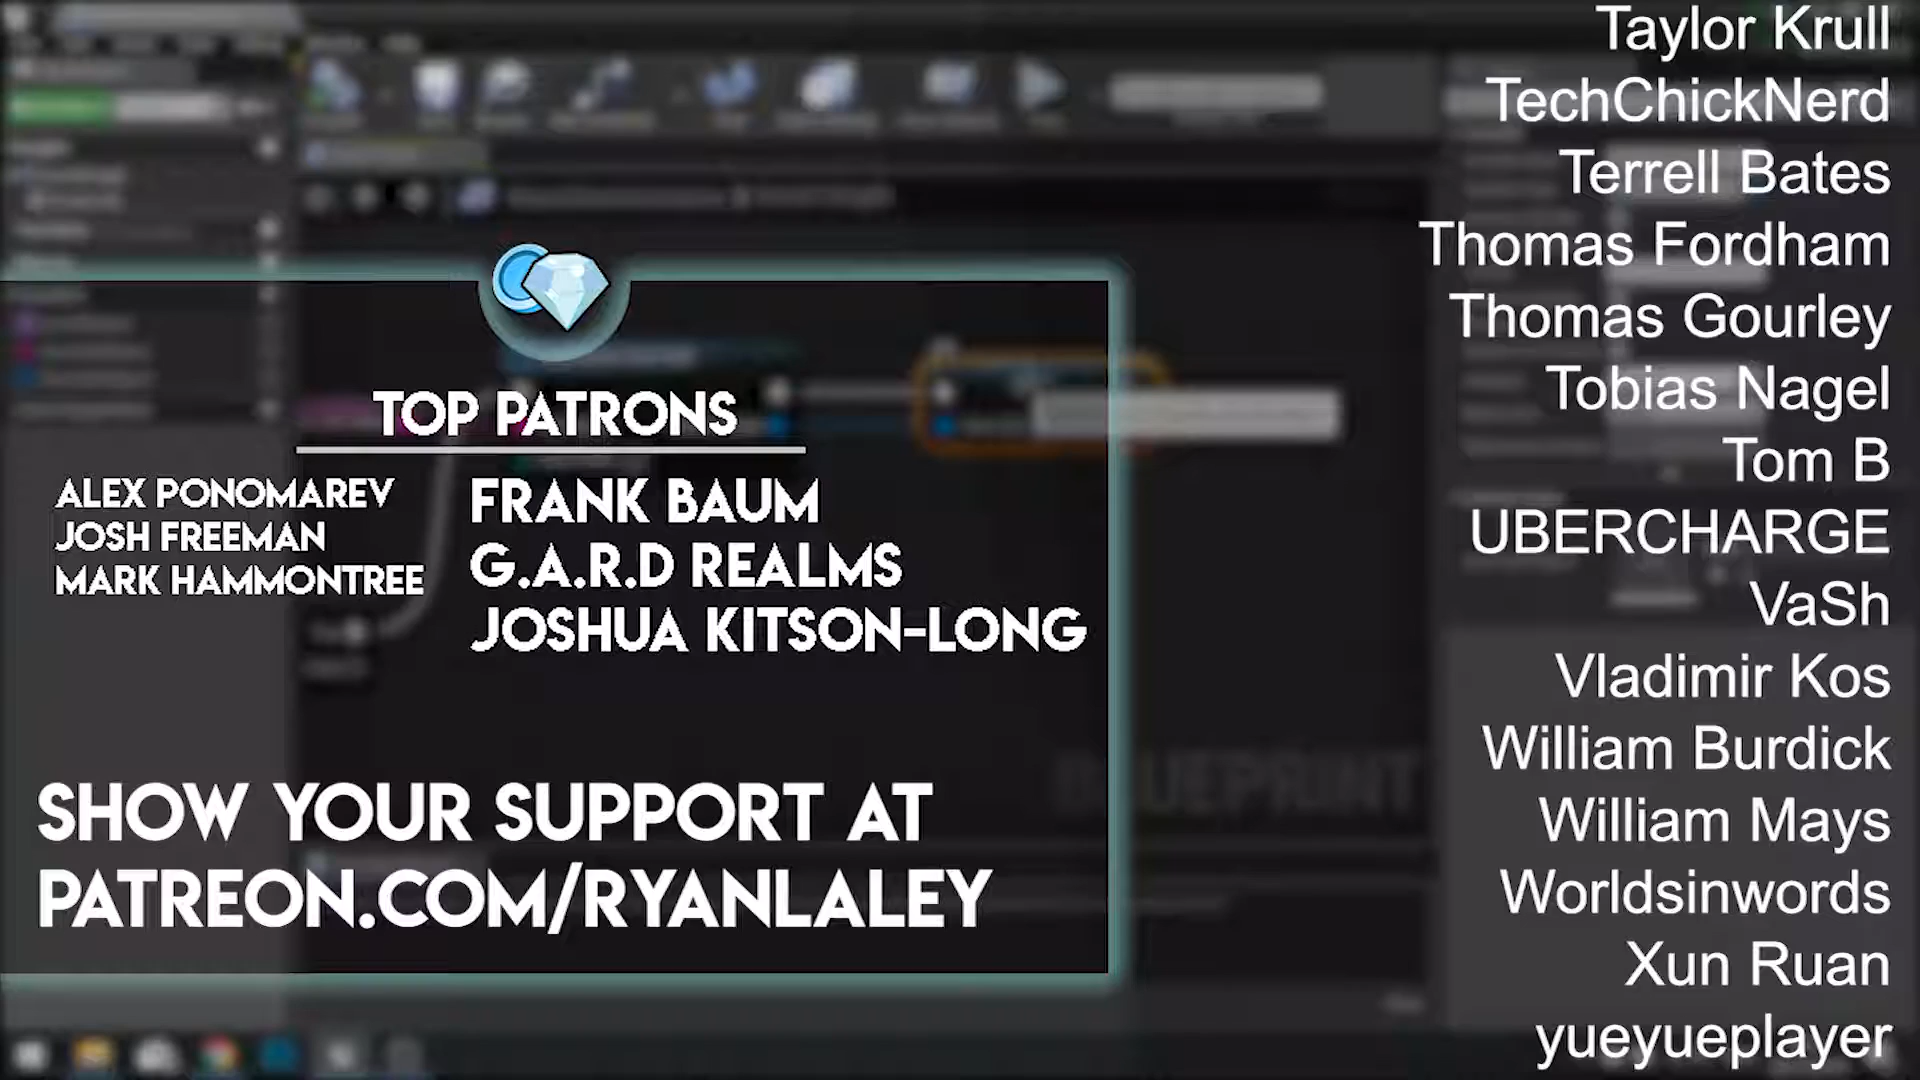 TOP PATRONS
ALEX PONOMAREV
JOSH FREEMAN
MARK HAMMONTREE
FRANK BAUM
G.A.R.D REALMS
JOSHUA KITSON-LONG
SHOW YOUR SUPPORT AT
PATREON.COM/RYANLALEY
BLUEPRINT
Taylor Krull
TechChickNerd
Terrell Bates
Thomas Fordham
Thomas Gourley
Tobias Nagel
Tom B
UBERCHARGE
VaSh
Vladimir Kos
William Burdick
William Mays
Worldsinwords
Xun Ruan
yueyueplayer